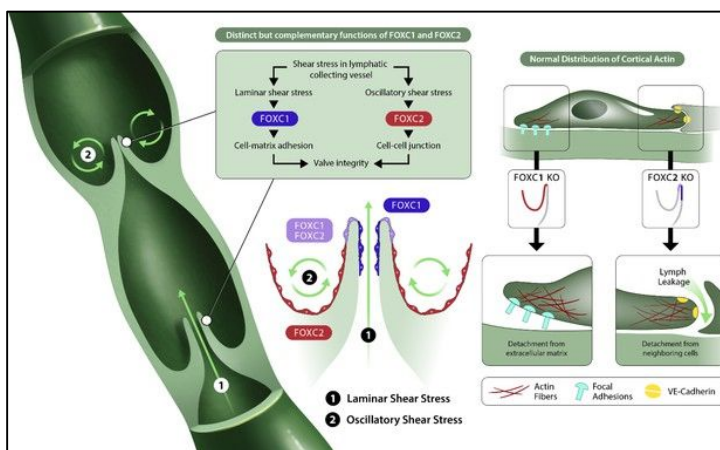 Distinct but complementary functions of FOXC1 and FOXC2
Shear stress in lymphatic
collecting vessel
Laminar shear stress
Oscillatory shear stress
FOXC1
FOXC2
Cell-matrix adhesion
Cell-cell junction
Valve integrity
2
1
FOXC1
FOXC2
FOXC1
2
FOXC2
1
1 Laminar Shear Stress
2 Oscillatory Shear Stress
Normal Distribution of Cortical Actin
FOXC1 KO
FOXC2 KO
Lymph
Leakage
Detachment from
extracellular matrix
Detachment from
neighboring cells
Actin
Fibers
Focal
Adhesions
VE-Cadherin